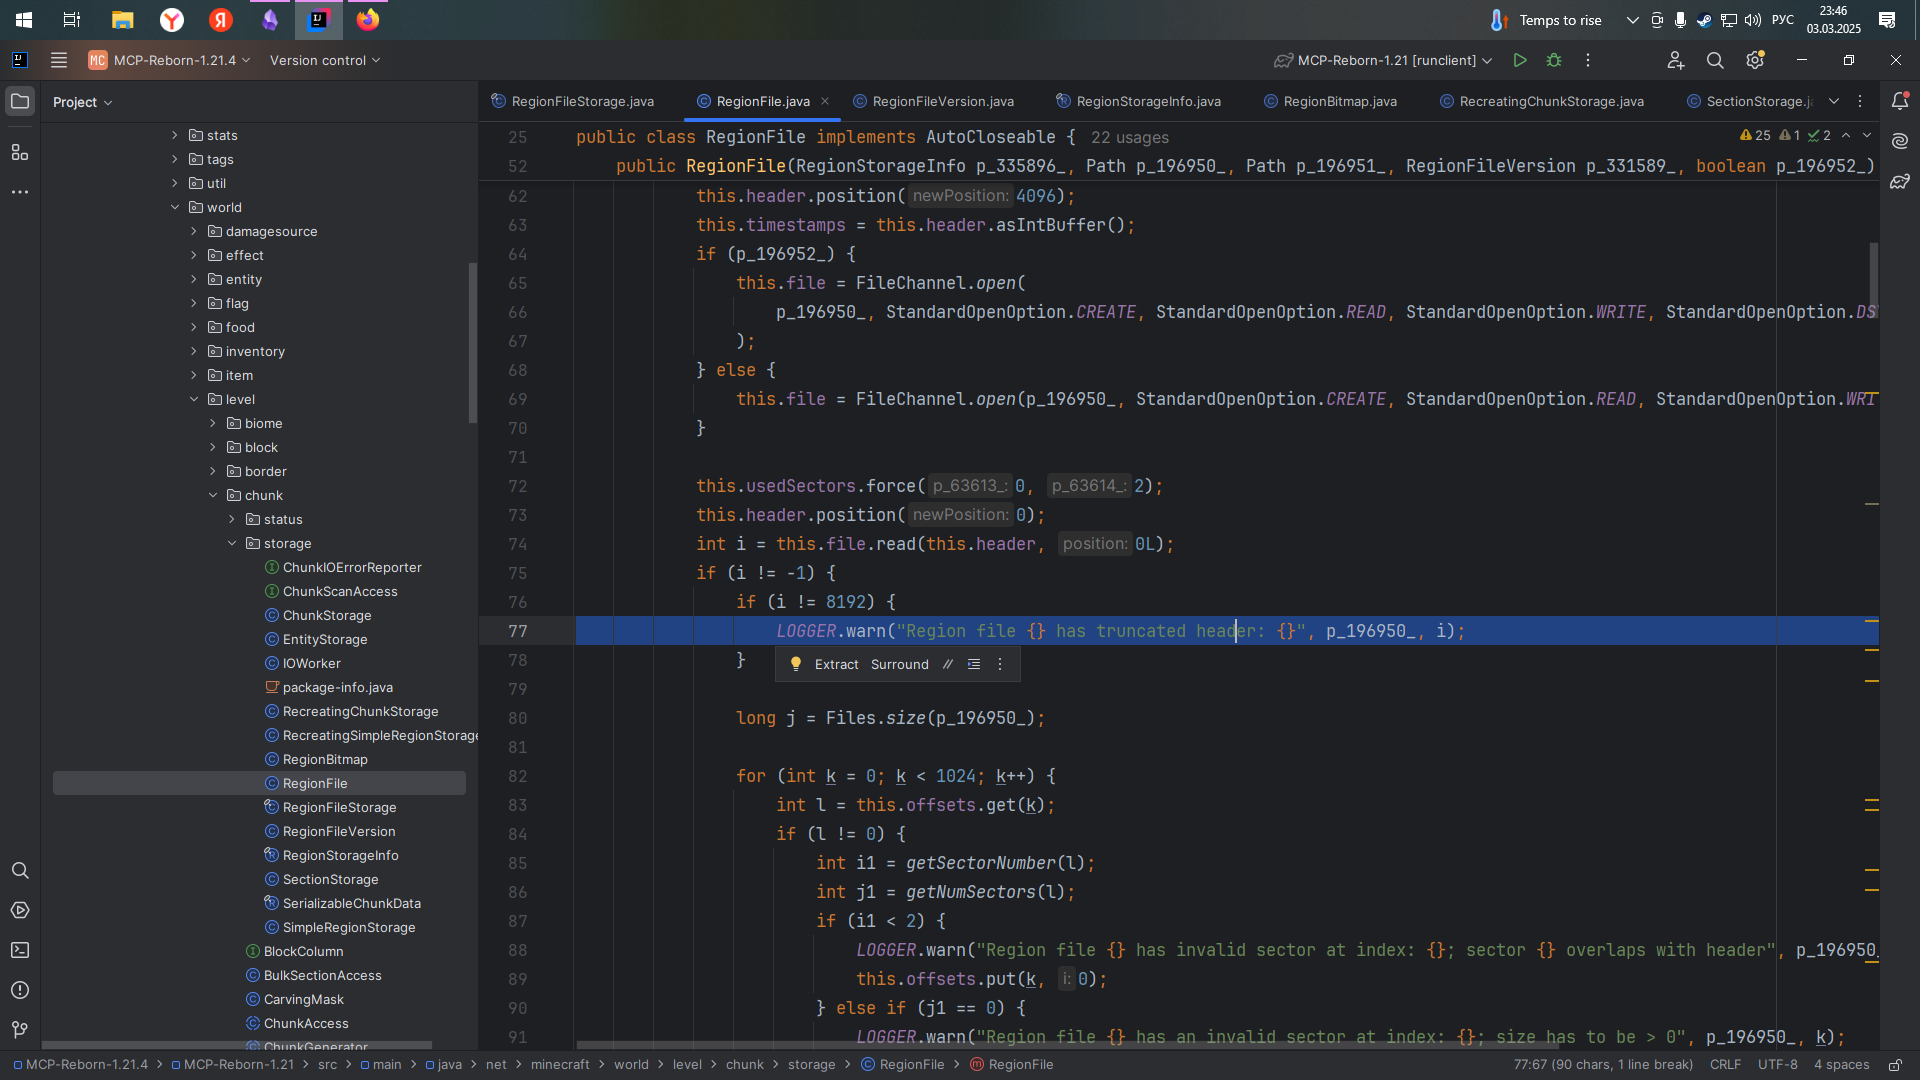 Temps to rise
РУС
23:46
03.03.2025
MC MCP-Reborn-1.21.4
Version control
MCP-Reborn-1.21 [runclient]
Project
RegionFileStorage.java
RegionFile.java
RegionFileVersion.java
RegionStorageInfo.java
RegionBitmap.java
RecreatingChunkStorage.java
SectionStorage.j
stats
tags
util
world
damagesource
effect
entity
flag
food
inventory
item
level
biome
block
border
chunk
status
storage
ChunkIOErrorReporter
ChunkScanAccess
ChunkStorage
EntityStorage
IOWorker
package-info.java
RecreatingChunkStorage
RecreatingSimpleRegionStorage
RegionBitmap
RegionFile
RegionFileStorage
RegionFileVersion
RegionStorageInfo
SectionStorage
SerializableChunkData
SimpleRegionStorage
BlockColumn
BulkSectionAccess
CarvingMask
ChunkAccess
ChunkGenerator
25 public class RegionFile implements AutoCloseable { 22 usages
25 1 2
52 public RegionFile(RegionStorageInfo p_335896_, Path p_196950_, Path p_196951_, RegionFileVersion p_331589_, boolean p_196952_)
62 this.header.position( newPosition: 4096);
63 this.timestamps = this.header.asIntBuffer();
64 if (p_196952_) {
65 this.file = FileChannel.open(
66 p_196950_, StandardOpenOption.CREATE, StandardOpenOption.READ, StandardOpenOption.WRITE, StandardOpenOption.DS
67 );
68 } else {
69 this.file = FileChannel.open(p_196950_, StandardOpenOption.CREATE, StandardOpenOption.READ, StandardOpenOption.WRI
70 }
71
72 this.usedSectors.force( p_63613_: 0, p_63614_: 2);
73 this.header.position( newPosition: 0);
74 int i = this.file.read(this.header, position: 0L);
75 if (i != -1) {
76 if (i != 8192) {
77 LOGGER.warn("Region file {} has truncated header: {}", p_196950_, i);
78 }
Extract Surround //
79
80 long j = Files.size(p_196950_);
81
82 for (int k = 0; k < 1024; k++) {
83 int l = this.offsets.get(k);
84 if (l != 0) {
85 int i1 = getSectorNumber(l);
86 int j1 = getNumSectors(l);
87 if (i1 < 2) {
88 LOGGER.warn("Region file {} has invalid sector at index: {}; sector {} overlaps with header", p_196950_
89 this.offsets.put(k, i: 0);
90 } else if (j1 == 0) {
91 LOGGER.warn("Region file {} has an invalid sector at index: {}; size has to be > 0", p_196950_, k);
MCP-Reborn-1.21.4 > MCP-Reborn-1.21 > src > main > java > net > minecraft > world > level > chunk > storage > RegionFile > RegionFile
77:67 (90 chars, 1 line break) CRLF UTF-8 4 spaces